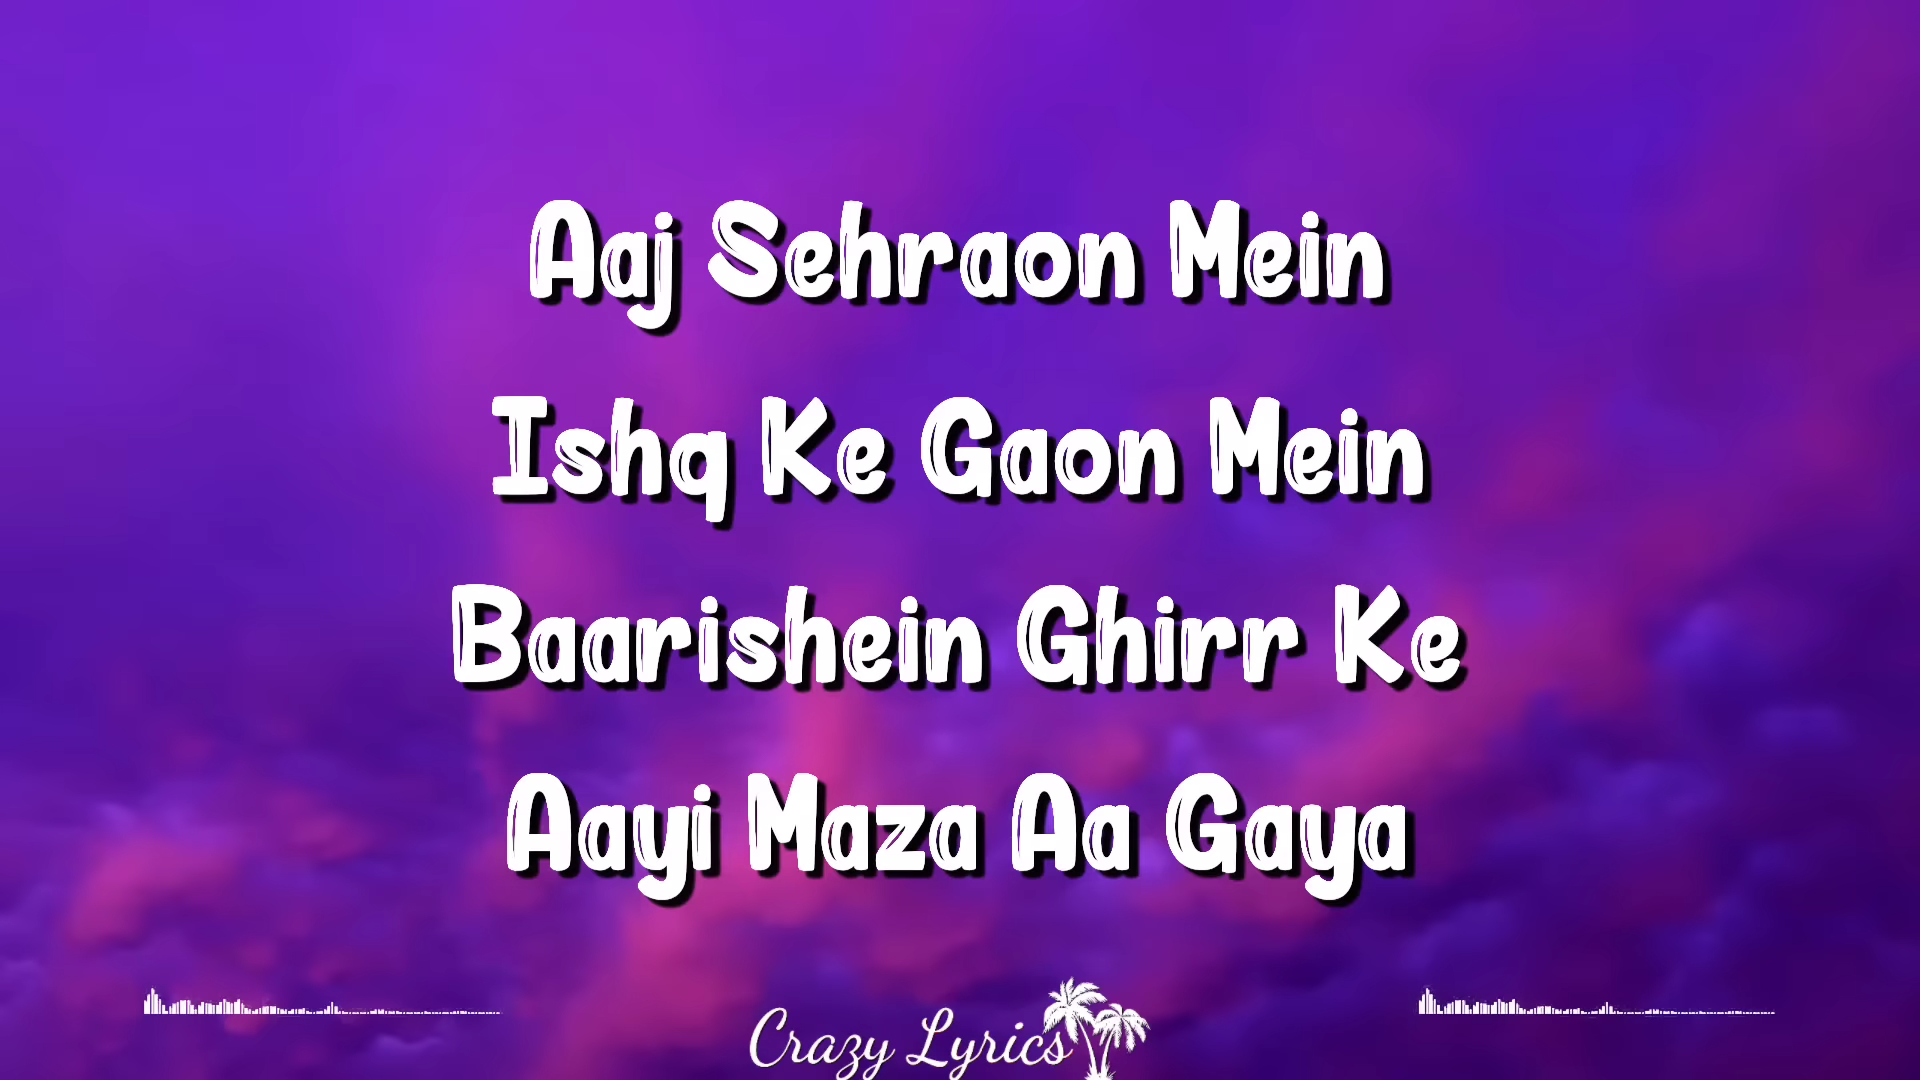 Aaj Sehraon Mein
Ishq Ke Gaon Mein
Baarishein Ghirr Ke
Aayi Maza Aa Gaya
Crazy Lyrics